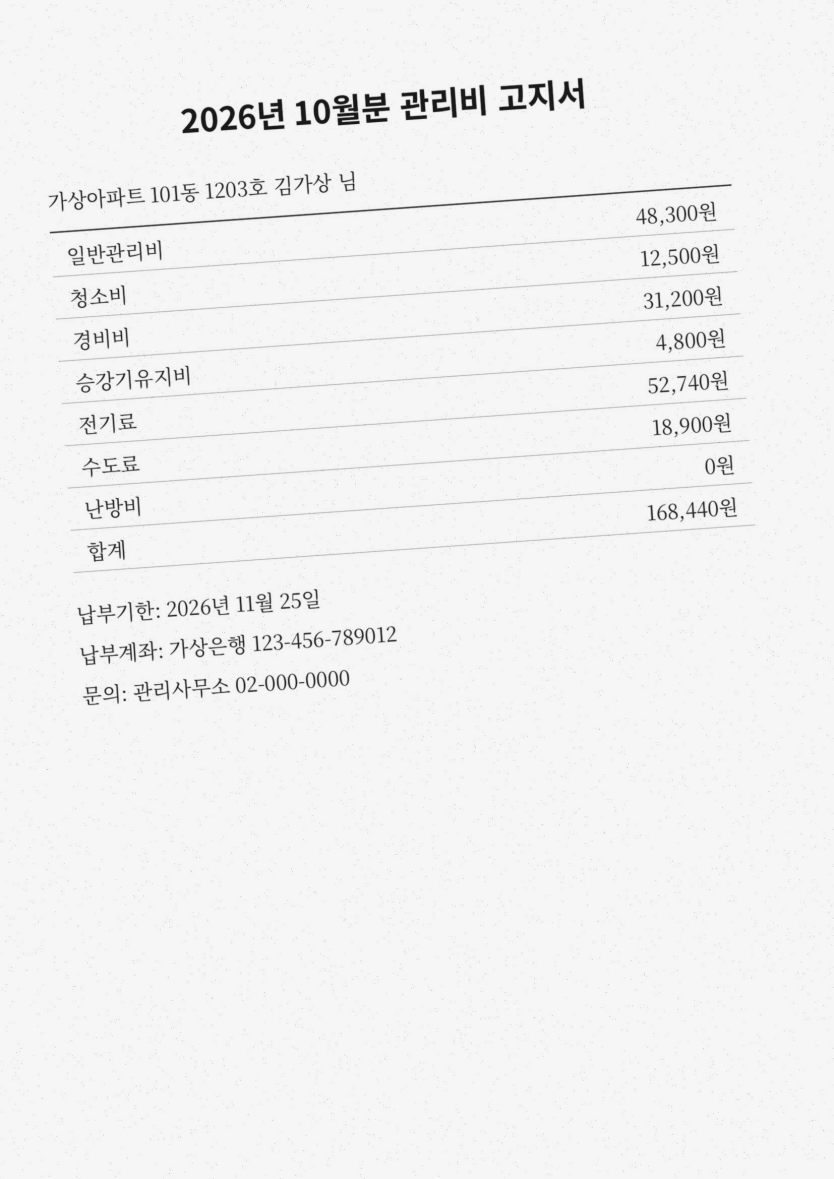 2026년 10월분 관리비 고지서
가상아파트 101동 1203호 김가상 님
일반관리비 48,300원
청소비 12,500원
경비비 31,200원
승강기유지비 4,800원
전기료 52,740원
수도료 18,900원
난방비 0원
합계 168,440원
납부기한: 2026년 11월 25일
납부계좌: 가상은행 123-456-789012
문의: 관리사무소 02-000-0000